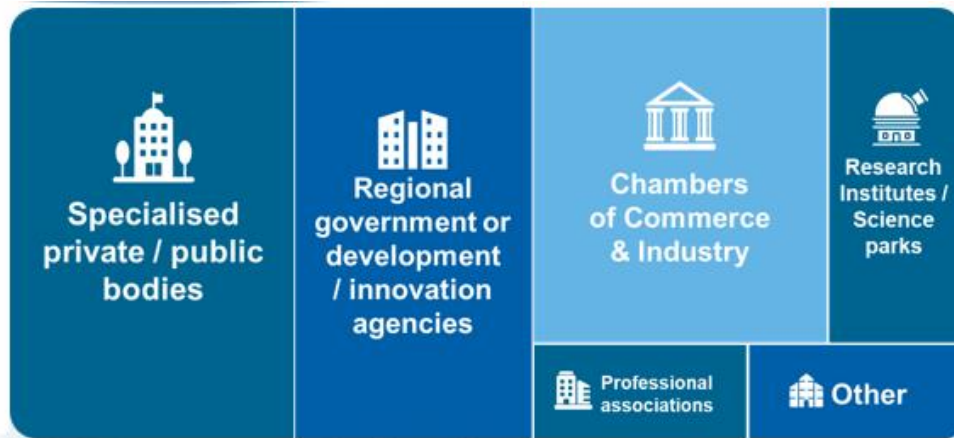 Specialised
private / public
bodies
Regional
government or
development
/ innovation
agencies
Chambers
of Commerce
& Industry
Research
Institutes /
Science
parks
Professional
associations
Other